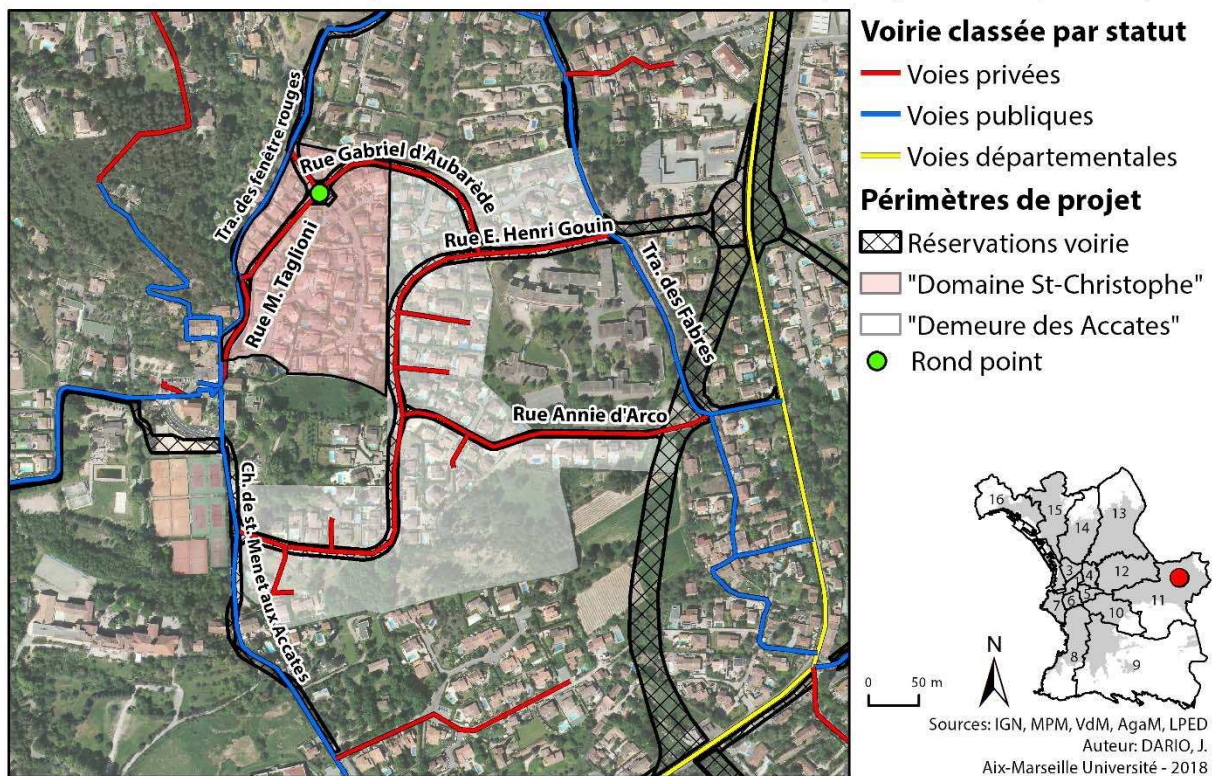 Voirie classée par statut
Voies privées
Voies publiques
Voies départementales
Périmètres de projet
Réservations voirie
"Domaine St-Christophe"
"Demeure des Accates"
Rond point
Tra. des fenêtre rouges
Rue Gabriel d'Aubarède
Rue M. Taglioni
Rue E. Henri Gouin
Tra. des Fabres
Rue Annie d'Arco
Ch. de st. Menet aux Accates
16
15
14
13
3
4
12
11
7
6
5
10
8
9
N
0 50 m
Sources: IGN, MPM, VdM, AgaM, LPED
Auteur: DARIO, J.
Aix-Marseille Université - 2018